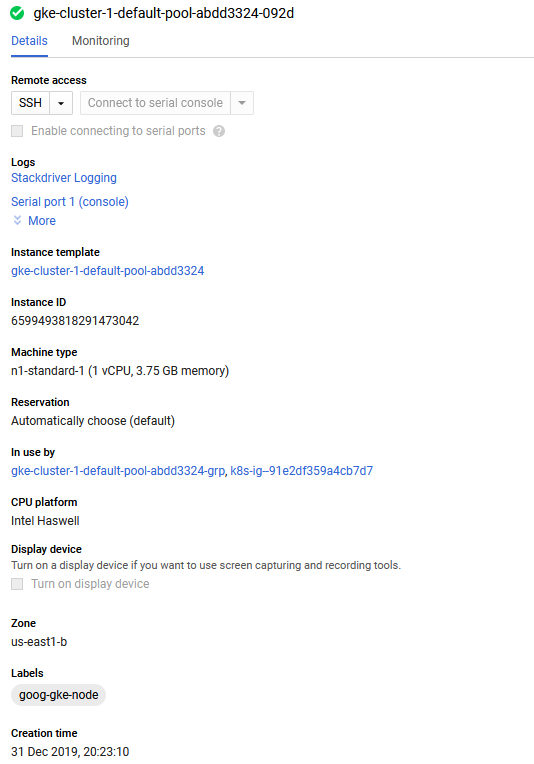 gke-cluster-1-default-pool-abdd3324-092d
Details Monitoring
Remote access
SSH Connect to serial console
Enable connecting to serial ports ?
Logs
Stackdriver Logging
Serial port 1 (console)
More
Instance template
gke-cluster-1-default-pool-abdd3324
Instance ID
6599493818291473042
Machine type
n1-standard-1 (1 vCPU, 3.75 GB memory)
Reservation
Automatically choose (default)
In use by
gke-cluster-1-default-pool-abdd3324-grp, k8s-ig--91e2df359a4cb7d7
CPU platform
Intel Haswell
Display device
Turn on a display device if you want to use screen capturing and recording tools.
Turn on display device
Zone
us-east1-b
Labels
goog-gke-node
Creation time
31 Dec 2019, 20:23:10